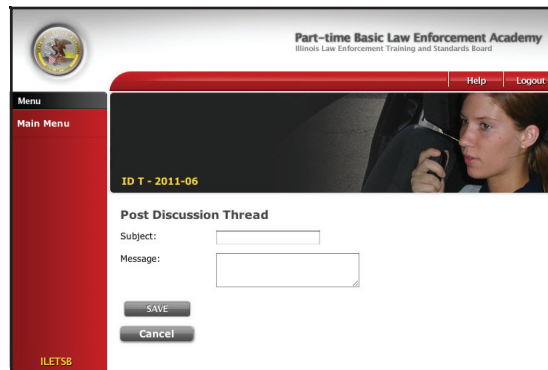 Part-time Basic Law Enforcement Academy
Illinois Law Enforcement Training and Standards Board
Help
Logout
Menu
Main Menu
ID T - 2011-06
Post Discussion Thread
Subject:
Message:
SAVE
Cancel
ILETSB